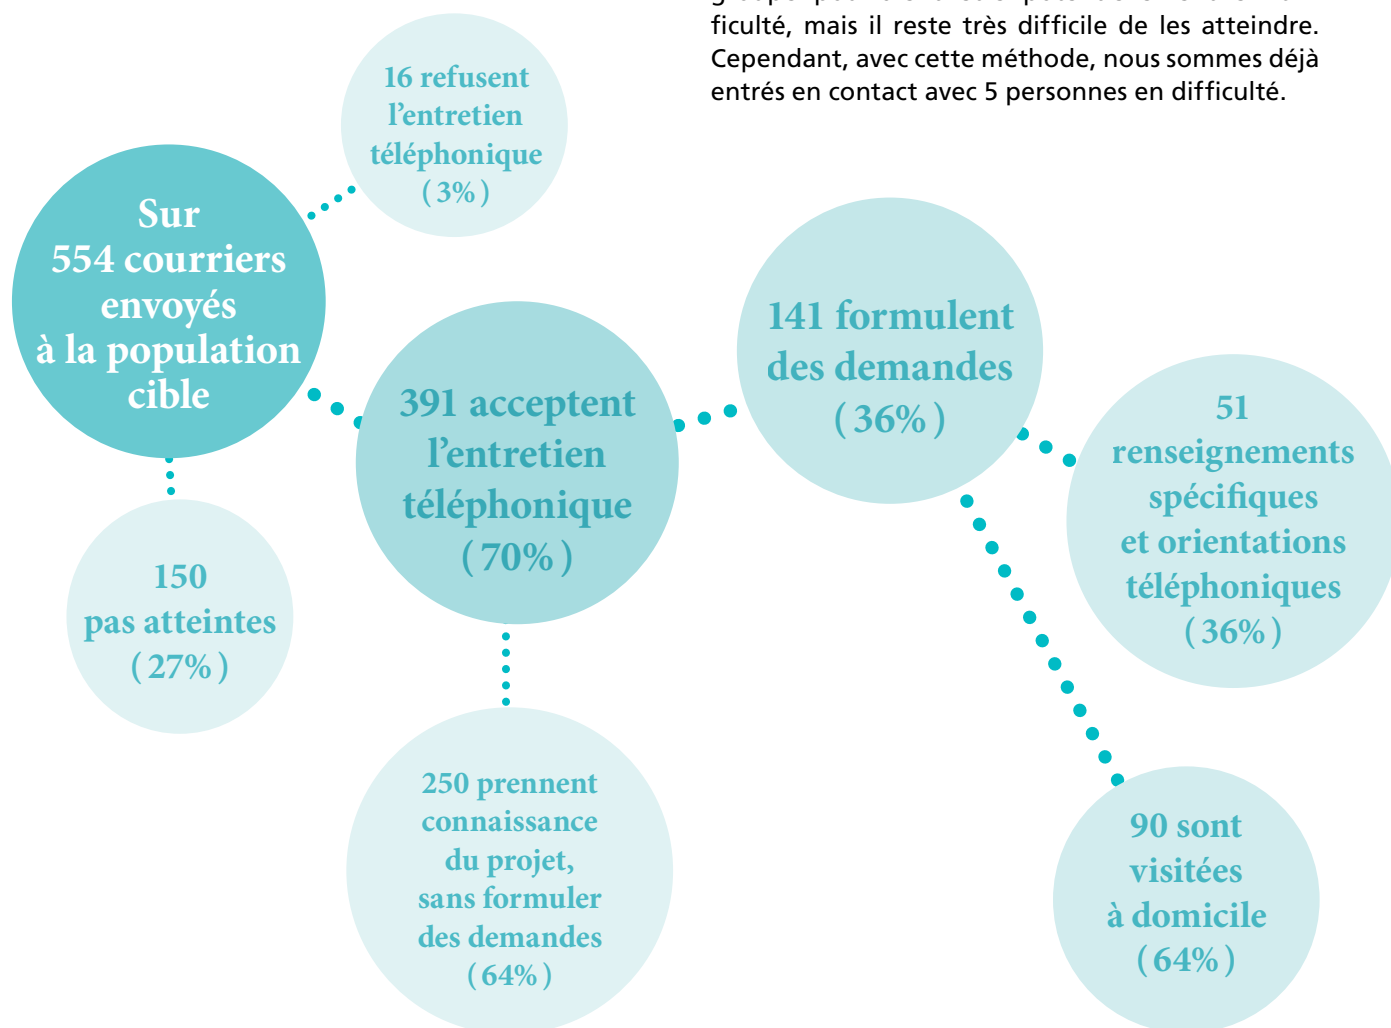 ficulté, mais il reste très difficile de les atteindre.
Cependant, avec cette méthode, nous sommes déjà
entrés en contact avec 5 personnes en difficulté.
16 refusent
l’entretien
téléphonique
(3%)
Sur
554 courriers
envoyés
à la population
cible
391 acceptent
l’entretien
téléphonique
(70%)
141 formulent
des demandes
(36%)
51
renseignements
spécifiques
et orientations
téléphoniques
(36%)
150
pas atteintes
(27%)
250 prennent
connaissance
du projet,
sans formuler
des demandes
(64%)
90 sont
visitées
à domicile
(64%)